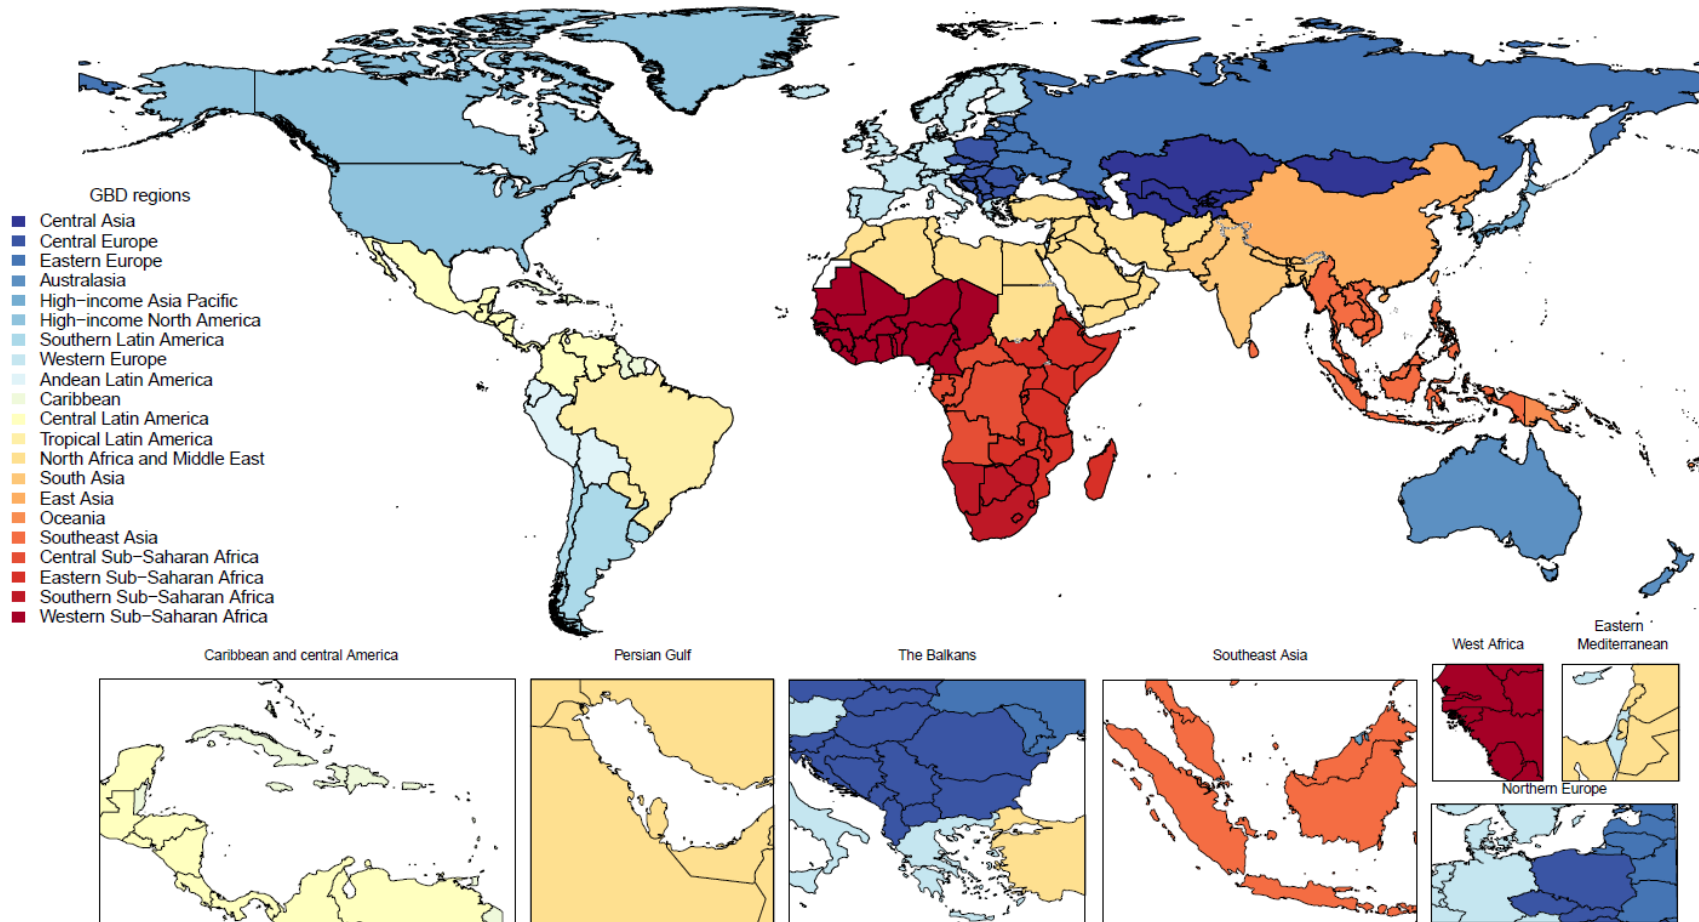 GBD regions
Central Asia
Central Europe
Eastern Europe
Australasia
High−income Asia Pacific
High−income North America
Southern Latin America
Western Europe
Andean Latin America
Caribbean
Central Latin America
Tropical Latin America
North Africa and Middle East
South Asia
East Asia
Oceania
Southeast Asia
Central Sub−Saharan Africa
Eastern Sub−Saharan Africa
Southern Sub−Saharan Africa
Western Sub−Saharan Africa
Caribbean and central America
Persian Gulf
The Balkans
Southeast Asia
West Africa
Eastern
Mediterranean
Northern Europe